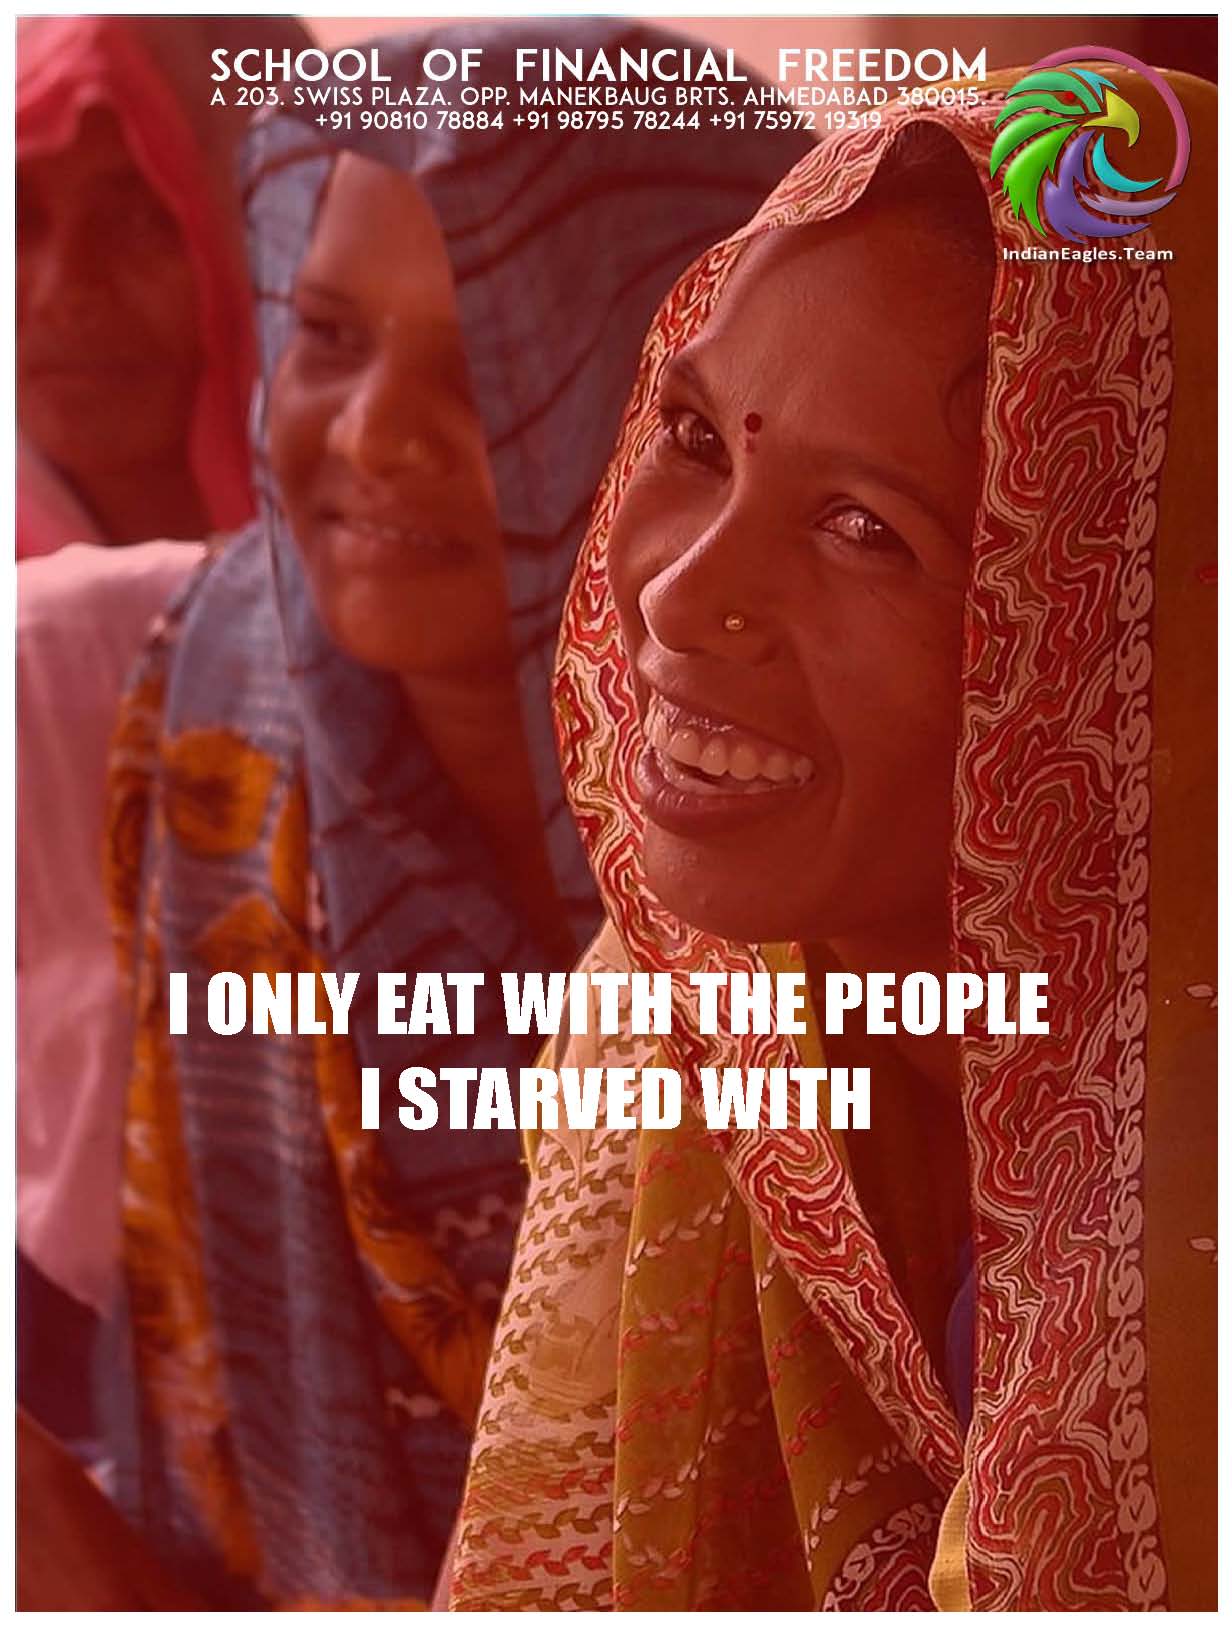 SCHOOL OF FINANCIAL FREEDOM
A 203. SWISS PLAZA. OPP. MANEKBAUG BRTS. AHMEDABAD 380015.
+91 90810 78884 +91 98795 78244 +91 75972 19319
IndianEagles.Team
I ONLY EAT WITH THE PEOPLE
I STARVED WITH